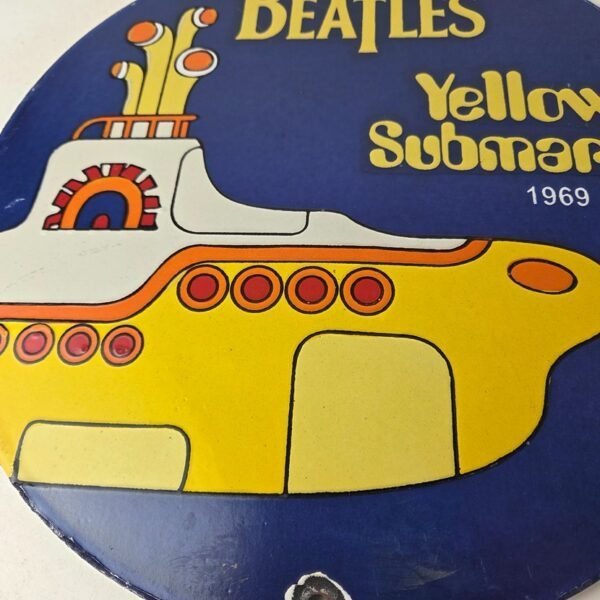 BEATLES
Yellow
Submar
1969